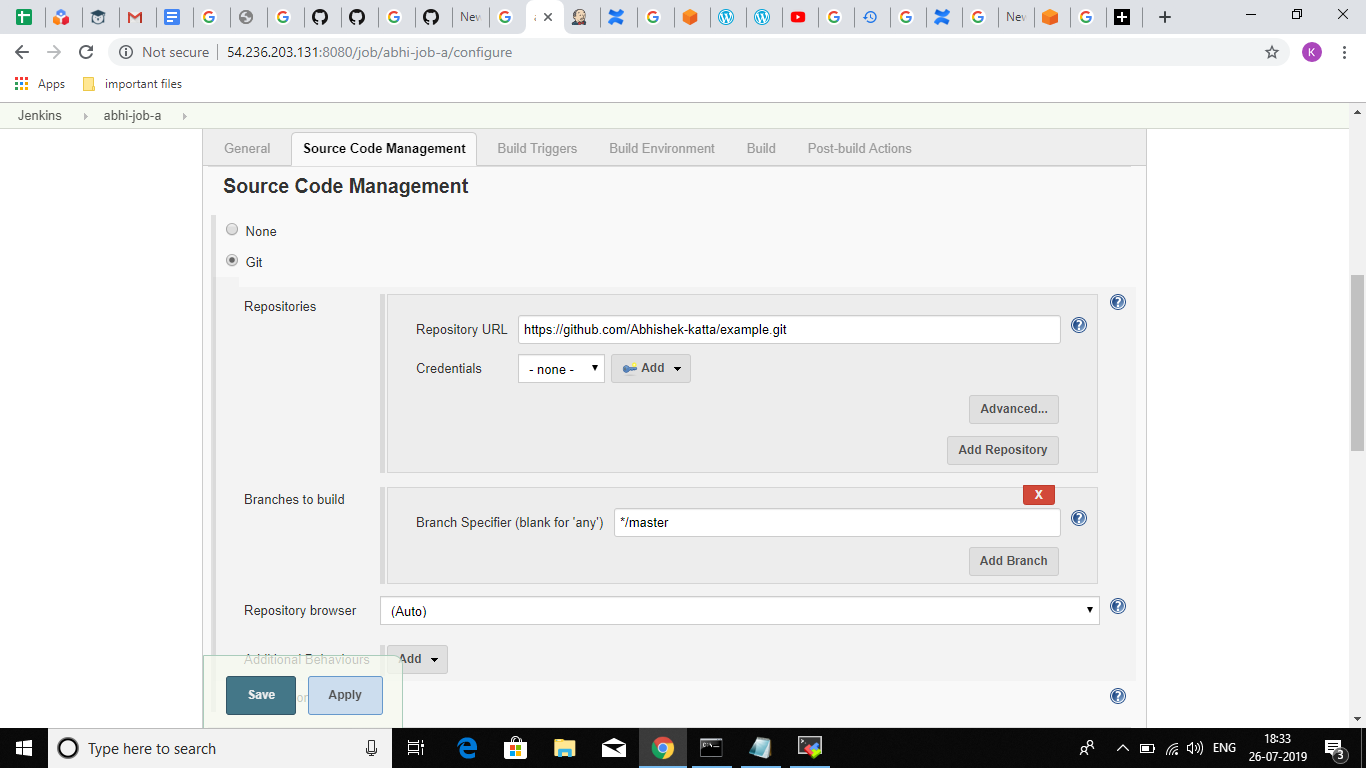 New
a
New
Not secure 54.236.203.131:8080/job/abhi-job-a/configure
K
Apps important files
Jenkins abhi-job-a
General Source Code Management Build Triggers Build Environment Build Post-build Actions
Source Code Management
None
Git
Repositories
Repository URL https://github.com/Abhishek-katta/example.git
Credentials - none - Add
Advanced...
Add Repository
Branches to build
X
Branch Specifier (blank for 'any') */master
Add Branch
Repository browser (Auto)
Additional Behaviours Add
Save Apply
Type here to search
ENG
18:33
26-07-2019
3